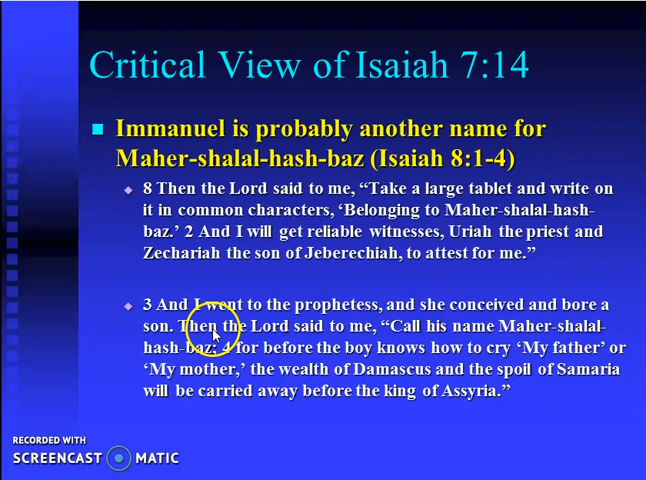 Critical View of Isaiah 7:14
Immanuel is probably another name for
Maher-shalal-hash-baz (Isaiah 8:1-4)
8 Then the Lord said to me, “Take a large tablet and write on
it in common characters, ‘Belonging to Maher-shalal-hash-
baz.’ 2 And I will get reliable witnesses, Uriah the priest and
Zechariah the son of Jeberechiah, to attest for me.”
3 And I went to the prophetess, and she conceived and bore a
son. Then the Lord said to me, “Call his name Maher-shalal-
hash-baz; 4 for before the boy knows how to cry ‘My father’ or
‘My mother,’ the wealth of Damascus and the spoil of Samaria
will be carried away before the king of Assyria.”
RECORDED WITH
SCREENCAST MATIC